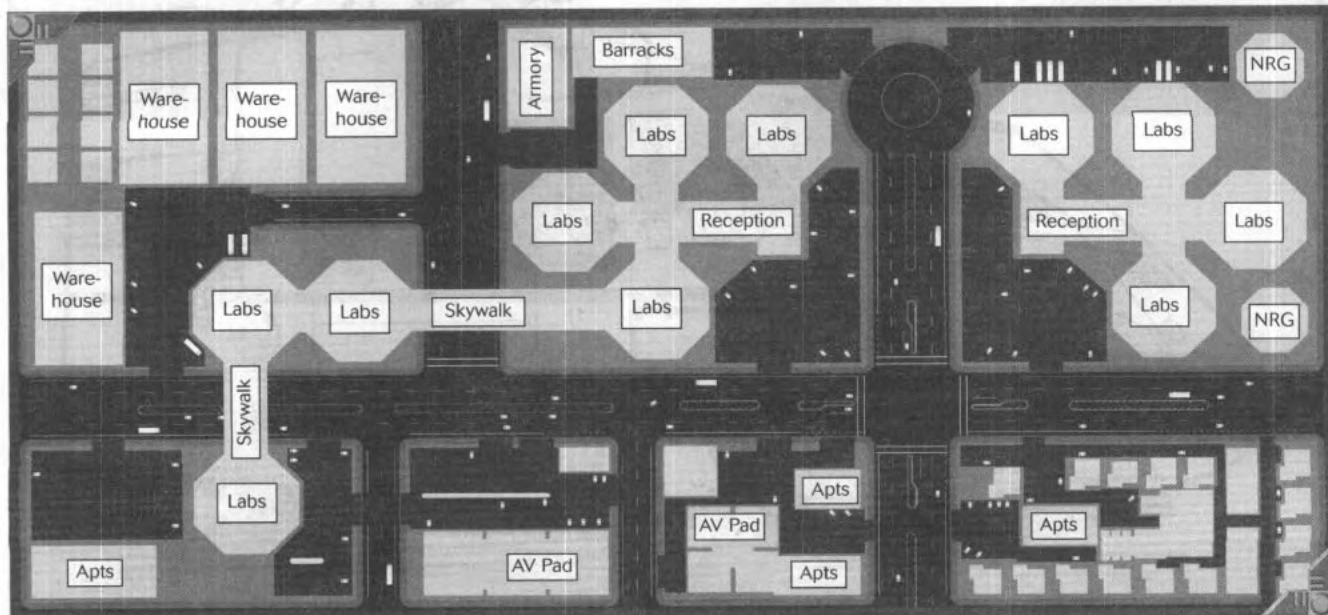 Armory
Barracks
NRG
Ware-
house
Ware-
house
Ware-
house
Labs
Labs
Labs
Labs
Labs
Reception
Reception
Labs
Ware-
house
Labs
Labs
Skywalk
Labs
Labs
NRG
Skywalk
Labs
Apts
AV Pad
Apts
AV Pad
Apts
Apts